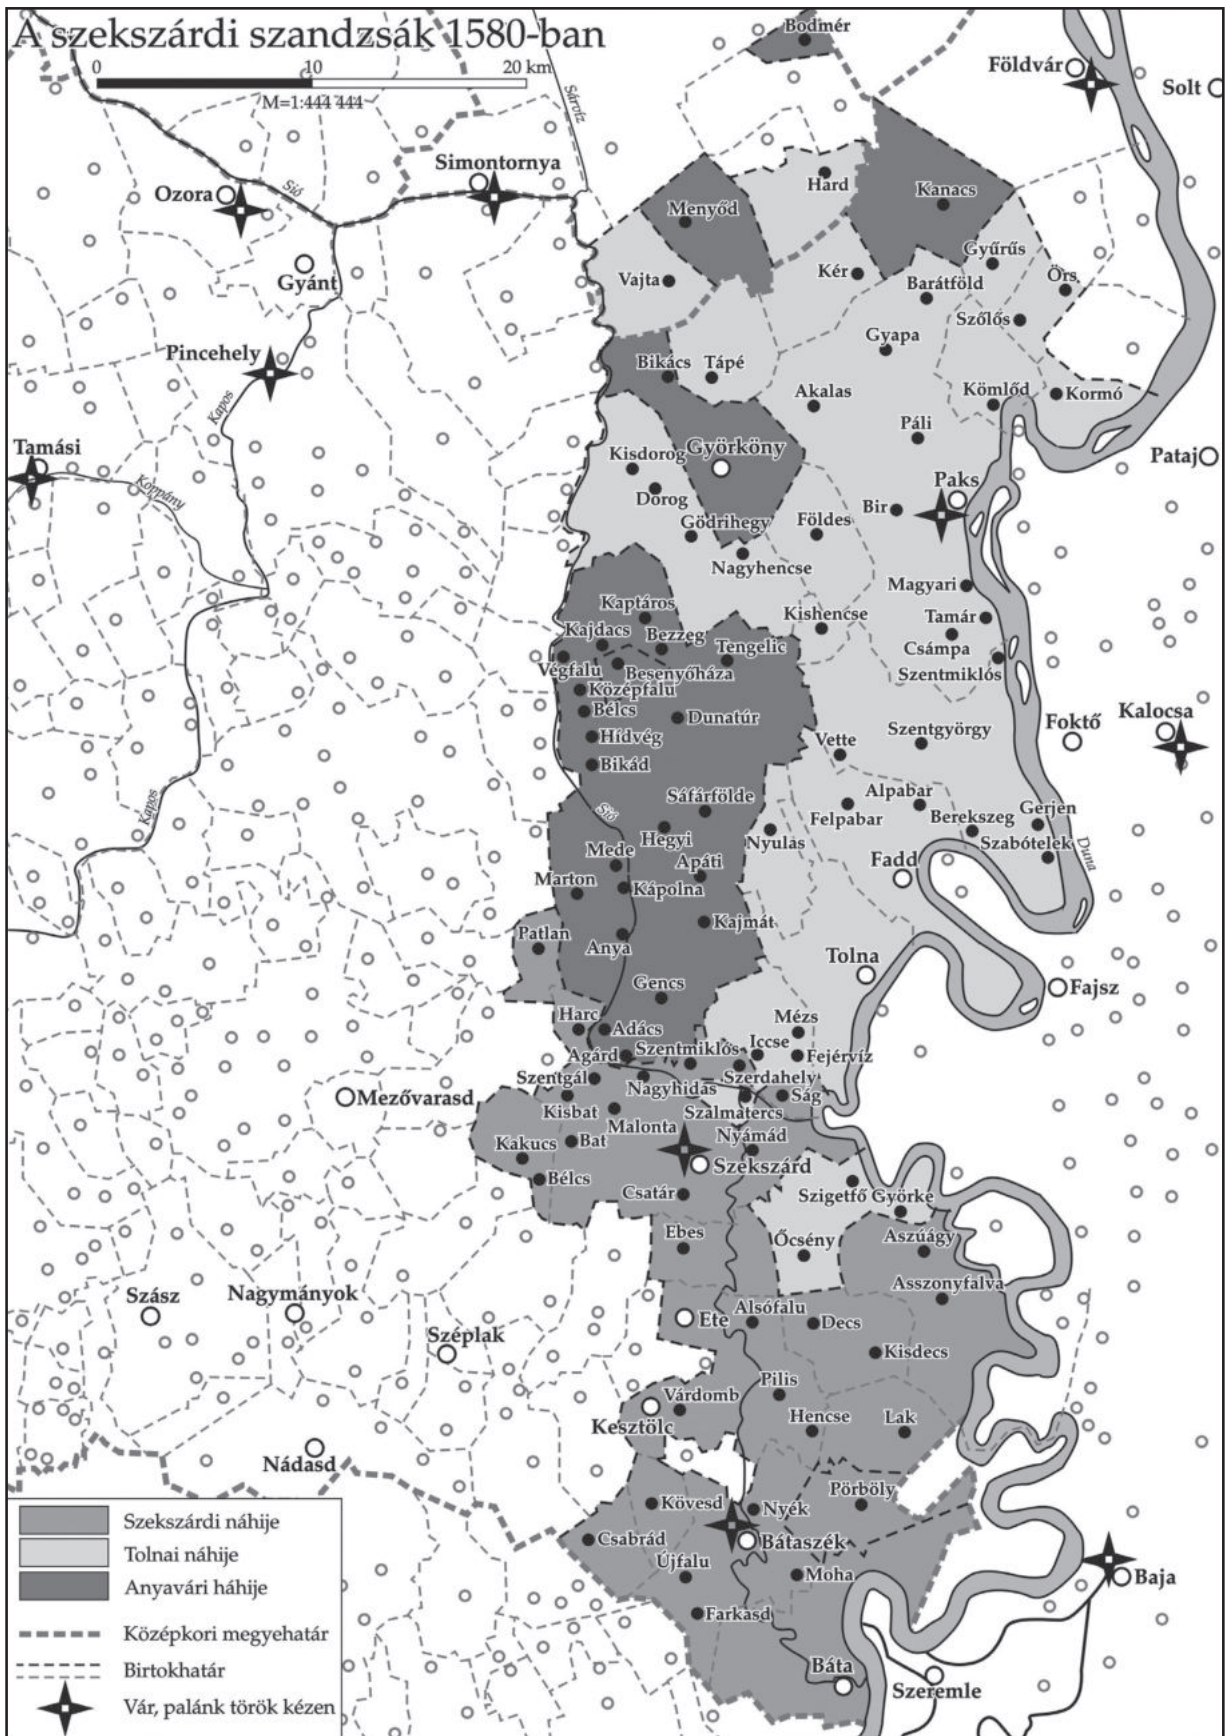 A szekszárdi szandzsák 1580-ban
0 10 20 km
M=1:444 444
Bodmér
Földvár
Solt
Sárvíz
Simontornya
Ozora
Sió
Hard
Kanacs
Menyőd
Gyánt
Vajta
Kér
Gyűrűs
Örs
Barátföld
Szőlős
Gyapa
Pincehely
Bikács
Tápé
Kapos
Akalas
Kömlőd
Kormó
Páli
Tamási
Györköny
Kisdorog
Pataj
Koppány
Dorog
Paks
Bir
Gödrihegy
Földes
Nagyhencse
Magyari
Kaptáros
Kishencse
Tamár
Kajdacs
Bezzeg
Tengelic
Csámpa
Végfalu
Besenyőháza
Szentmiklós
Középfalu
Bélcs
Dunatúr
Foktő
Kalocsa
Hídvég
Vette
Szentgyörgy
Bikád
Kapos
Sió
Sáfárfölde
Alpabar
Felpabar
Berekszeg
Gerjen
Hegyi
Nyulas
Szabótelek
Duna
Mede
Apáti
Fadd
Marton
Kápolna
Kajmát
Patlan
Anya
Tolna
Gencs
Fajsz
Harc
Adács
Mézs
Iccse
Agárd
Szentmiklós
Fejérvíz
Szentgál
Nagyhidas
Szerdahely
Ság
Mezővarasd
Kisbat
Szalmatercs
Malonta
Kakucs
Bat
Nyámád
Szekszárd
Bélcs
Csatár
Szigetfő
Györke
Ebes
Őcsény
Aszúágy
Asszonyfalva
Szász
Nagymányok
Ete
Alsófalu
Decs
Széplak
Kisdecs
Pilis
Várdomb
Kesztölc
Hencse
Lak
Nádasd
Pörböly
Kövesd
Nyék
Csabrád
Bátaszék
Újfalu
Moha
Baja
Farkasd
Báta
Szeremle
Szekszárdi náhije
Tolnai náhije
Anyavári háhije
Középkori megyehatár
Birtokhatár
Vár, palánk török kézen